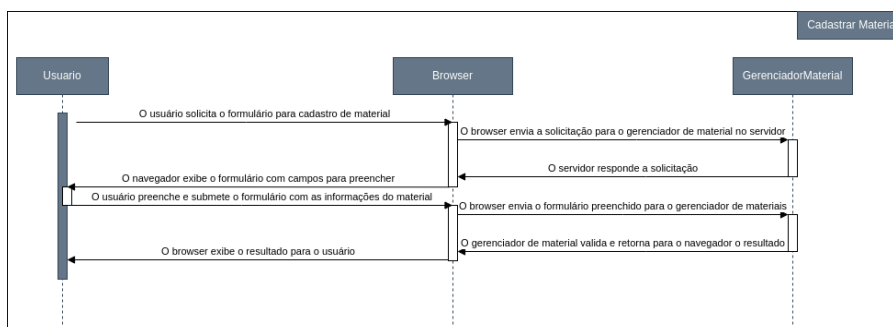 Cadastrar Materia
Usuario
Browser
GerenciadorMaterial
O usuário solicita o formulário para cadastro de material
O browser envia a solicitação para o gerenciador de material no servidor
O servidor responde a solicitação
O navegador exibe o formulário com campos para preencher
O usuário preenche e submete o formulário com as informações do material
O browser envia o formulário preenchido para o gerenciador de materiais
O gerenciador de material valida e retorna para o navegador o resultado
O browser exibe o resultado para o usuário